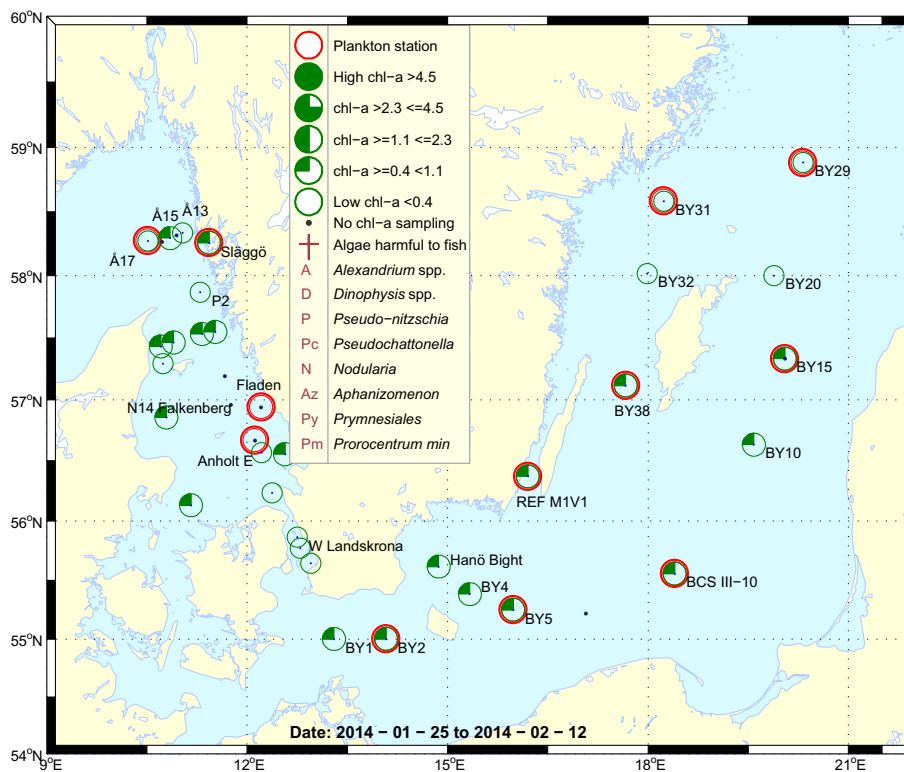 60°N
59°N
58°N
57°N
56°N
55°N
54°N
9°E
12°E
15°E
18°E
21°E
Plankton station
High chl−a >4.5
chl−a >2.3 <=4.5
chl−a >=1.1 <=2.3
chl−a >=0.4 <1.1
Low chl−a <0.4
No chl−a sampling
Algae harmful to fish
A Alexandrium spp.
D Dinophysis spp.
P Pseudo−nitzschia
Pc Pseudochattonella
N Nodularia
Az Aphanizomenon
Py Prymnesiales
Pm Prorocentrum min
BY29
BY31
Å15
Å13
Släggö
Å17
BY32
BY20
P2
BY15
Fladen
BY38
N14 Falkenberg
BY10
Anholt E
REF M1V1
W Landskrona
Hanö Bight
BY4
BCS III−10
BY5
BY1
BY2
Date: 2014 − 01 − 25 to 2014 − 02 − 12